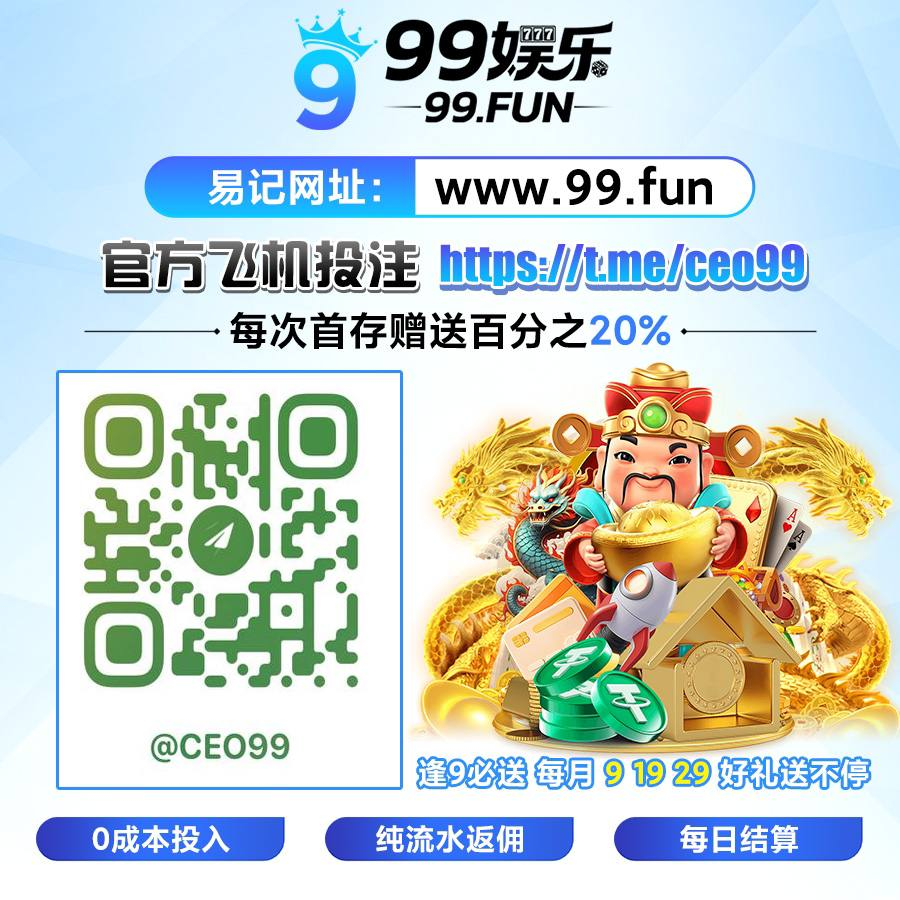 9 99娱乐
777
99.FUN
易记网址： www.99.fun
官方飞机投注 https://t.me/ceo99
每次首存赠送百分之20%
A A
@CEO99
逢9必送 每月 9 19 29 好礼送不停
0成本投入 纯流水返佣 每日结算